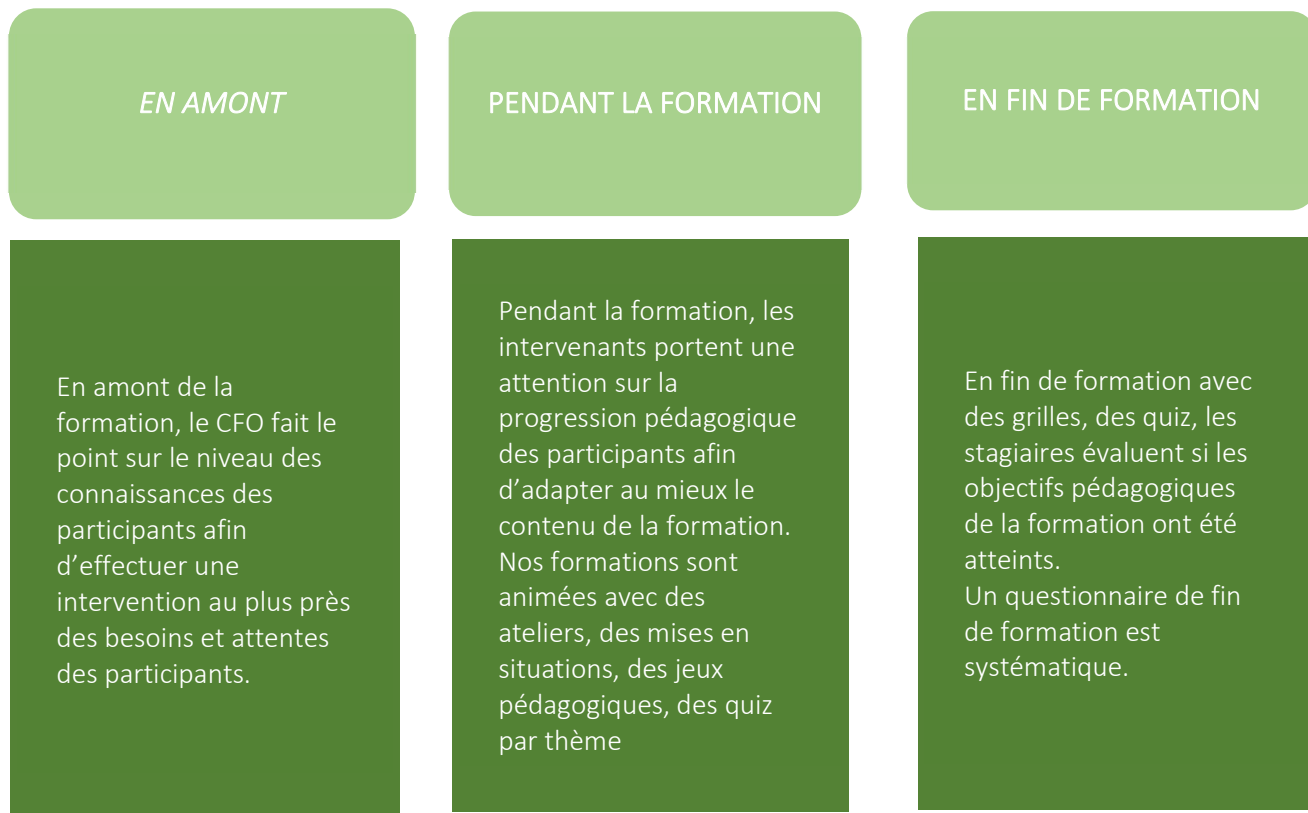 EN AMONT
PENDANT LA FORMATION
EN FIN DE FORMATION
En amont de la
formation, le CFO fait le
point sur le niveau des
connaissances des
participants afin
d’effectuer une
intervention au plus près
des besoins et attentes
des participants.
Pendant la formation, les
intervenants portent une
attention sur la
progression pédagogique
des participants afin
d’adapter au mieux le
contenu de la formation.
Nos formations sont
animées avec des
ateliers, des mises en
situations, des jeux
pédagogiques, des quiz
par thème
En fin de formation avec
des grilles, des quiz, les
stagiaires évaluent si les
objectifs pédagogiques
de la formation ont été
atteints.
Un questionnaire de fin
de formation est
systématique.